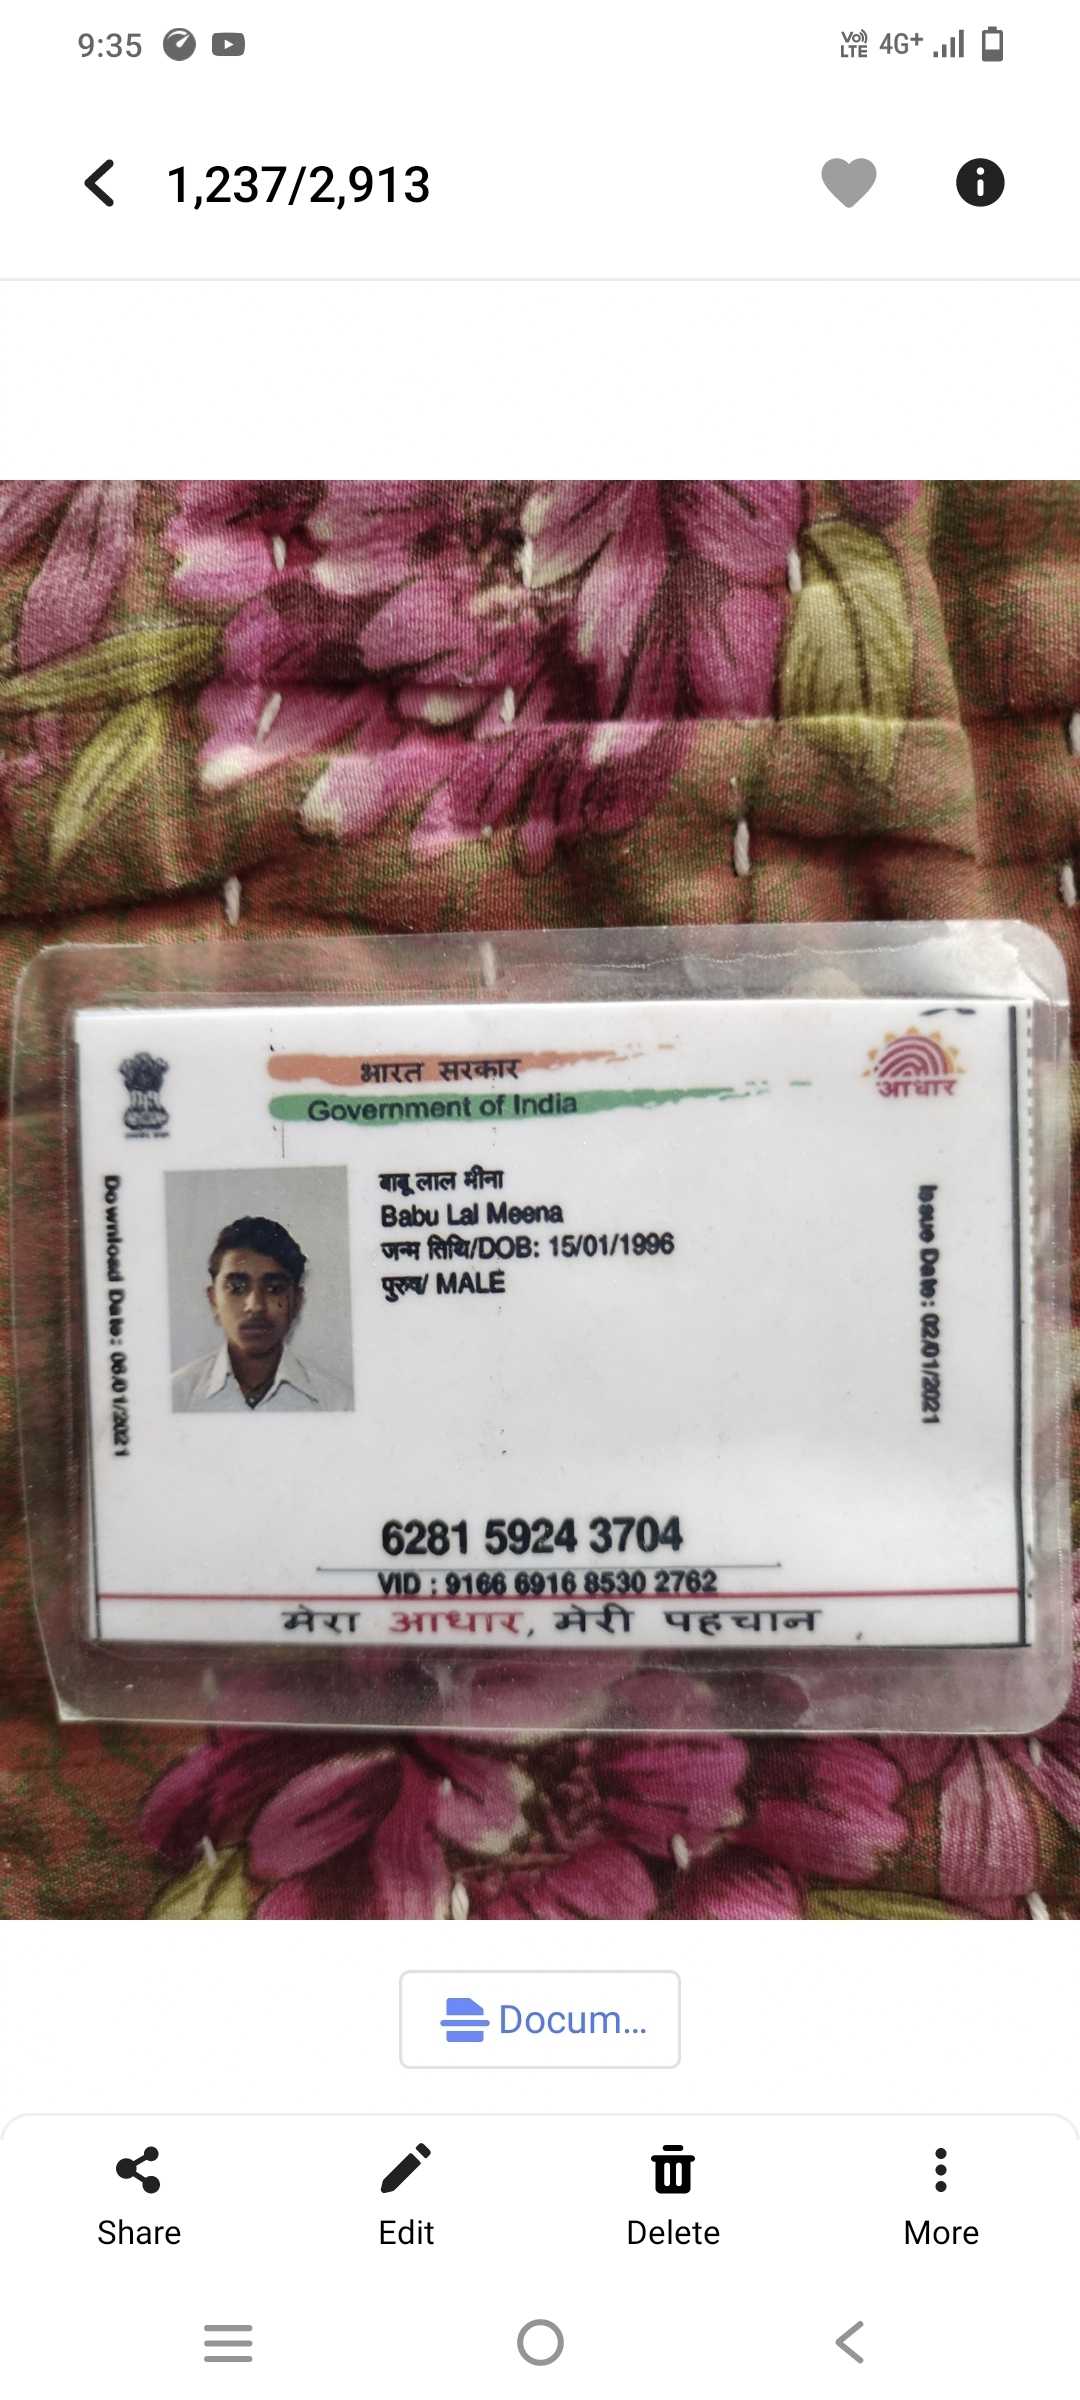 9:35
Vo)) LTE 4G+
1,237/2,913
भारत सरकार
Government of India
आधार
बाबू लाल मीना
Babu Lal Meena
जन्म तिथि/DOB: 15/01/1996
पुरुष/ MALE
Download Date: 06/01/2021
Issue Date: 02/01/2021
6281 5924 3704
VID : 9166 6916 8530 2762
मेरा आधार, मेरी पहचान
Docum...
Share
Edit
Delete
More